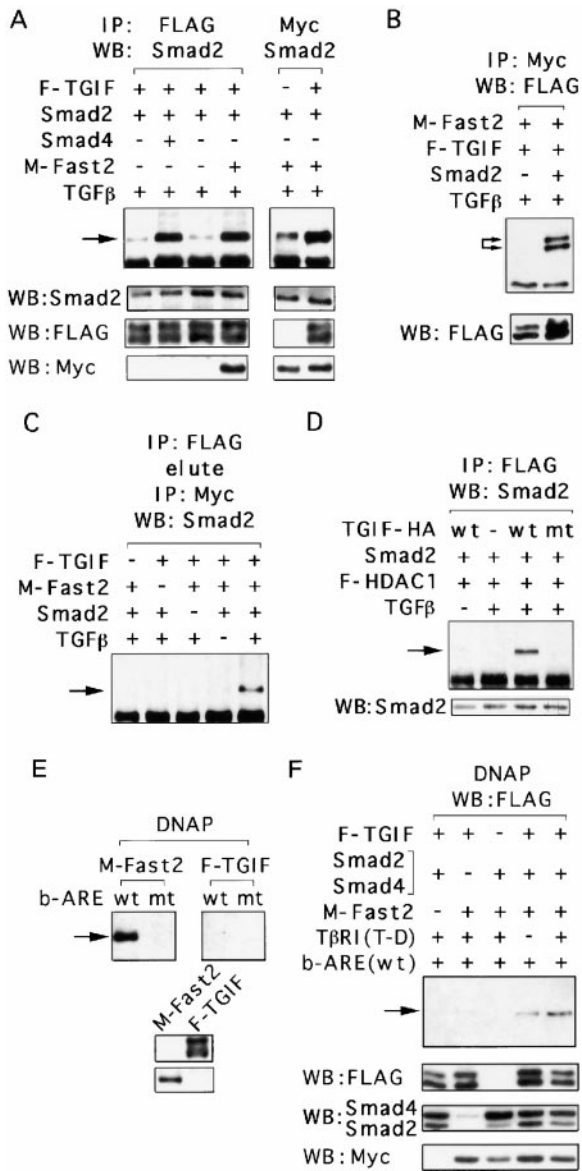 A
IP: FLAG Myc
WB: Smad2 Smad2
F-TGIF + + + + - +
Smad2 + + + + + +
Smad4 - + - - - -
M-Fast2 - - - + + +
TGFβ + + + + + +
WB:Smad2
WB:FLAG
WB:Myc
B
IP: Myc
WB: FLAG
M-Fast2 + +
F-TGIF + +
Smad2 - +
TGFβ + +
WB: FLAG
C
IP: FLAG
elute
IP: Myc
WB: Smad2
F-TGIF - + + + +
M-Fast2 + - + + +
Smad2 + + - + +
TGFβ + + + - +
D
IP: FLAG
WB: Smad2
TGIF-HA wt - wt mt
Smad2 + + + +
F-HDAC1 + + + +
TGFβ - + + +
WB:Smad2
E
DNAP
M-Fast2 F-TGIF
b-ARE wt mt wt mt
M-Fast2
F-TGIF
F
DNAP
WB:FLAG
F-TGIF + + - + +
Smad2
Smad4 + - + + +
M-Fast2 - + + + +
TβRI(T-D) + + + - +
b-ARE(wt) + + + + +
WB:FLAG
WB: Smad4
Smad2
WB:Myc